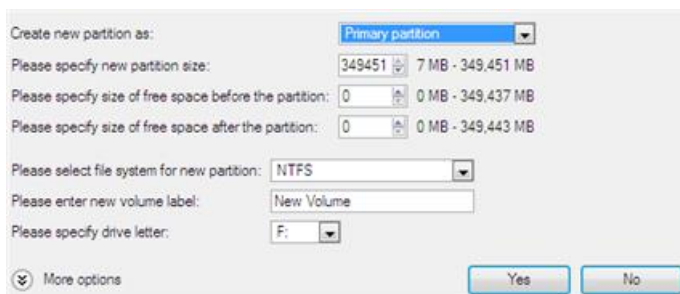 Create new partition as: Primary partition
Please specify new partition size: 349451 7 MB - 349,451 MB
Please specify size of free space before the partition: 0 0 MB - 349,437 MB
Please specify size of free space after the partition: 0 0 MB - 349,443 MB
Please select file system for new partition: NTFS
Please enter new volume label: New Volume
Please specify drive letter: F:
More options Yes No